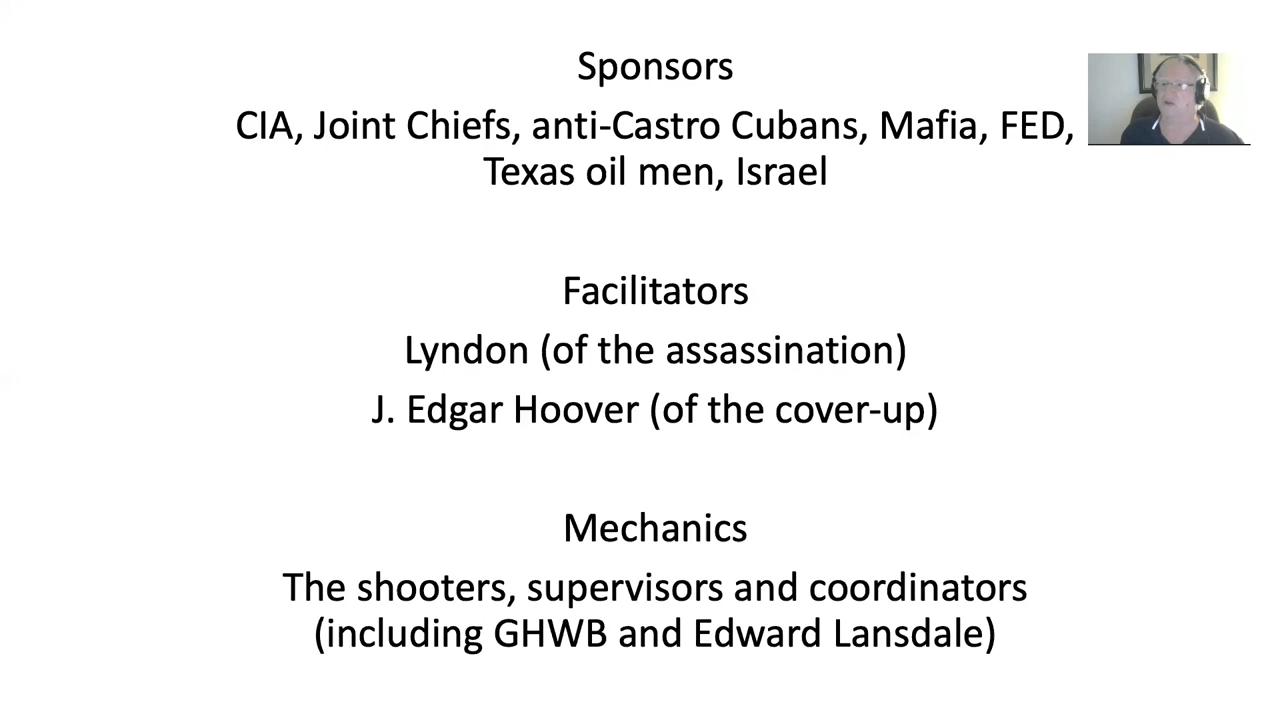 Sponsors
CIA, Joint Chiefs, anti-Castro Cubans, Mafia, FED,
Texas oil men, Israel
Facilitators
Lyndon (of the assassination)
J. Edgar Hoover (of the cover-up)
Mechanics
The shooters, supervisors and coordinators
(including GHWB and Edward Lansdale)